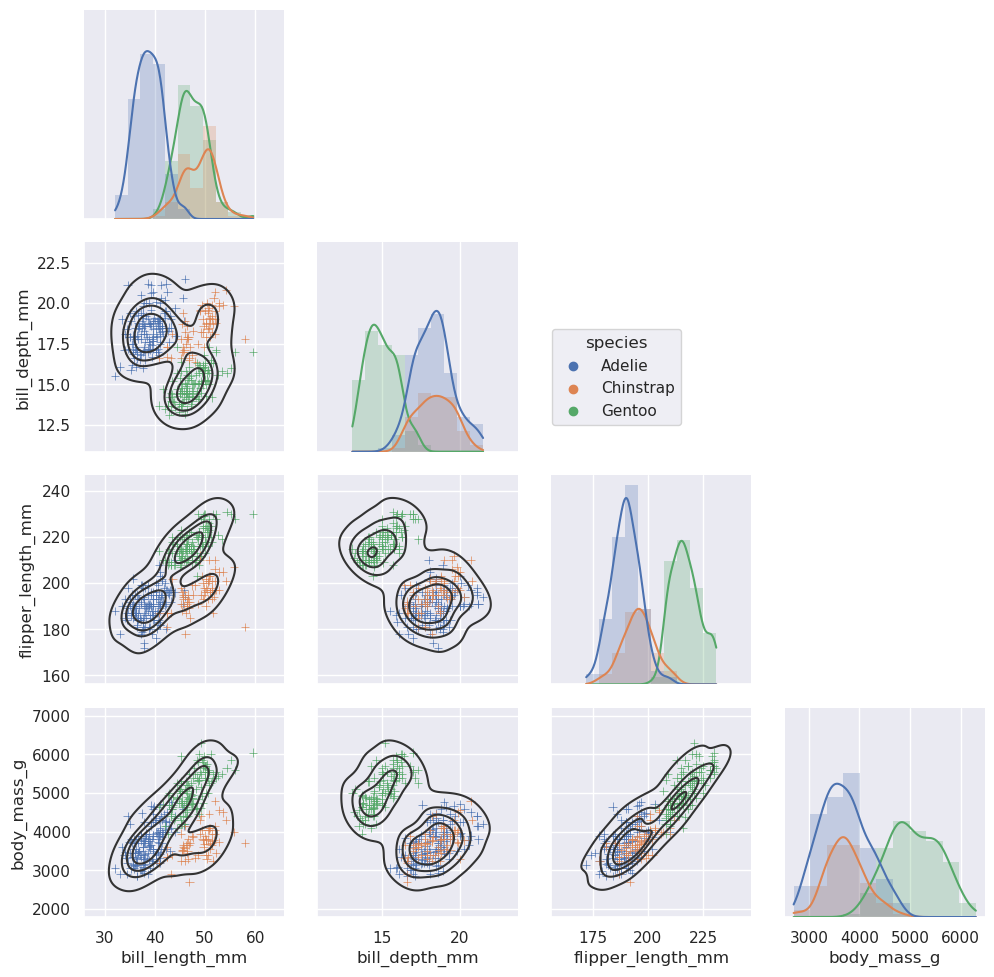 22.5
20.0
17.5
15.0
12.5
bill_depth_mm
species
Adelie
Chinstrap
Gentoo
240
220
200
180
160
flipper_length_mm
7000
6000
5000
4000
3000
2000
body_mass_g
30 40 50 60
15 20
175 200 225
3000 4000 5000 6000
bill_length_mm
bill_depth_mm
flipper_length_mm
body_mass_g